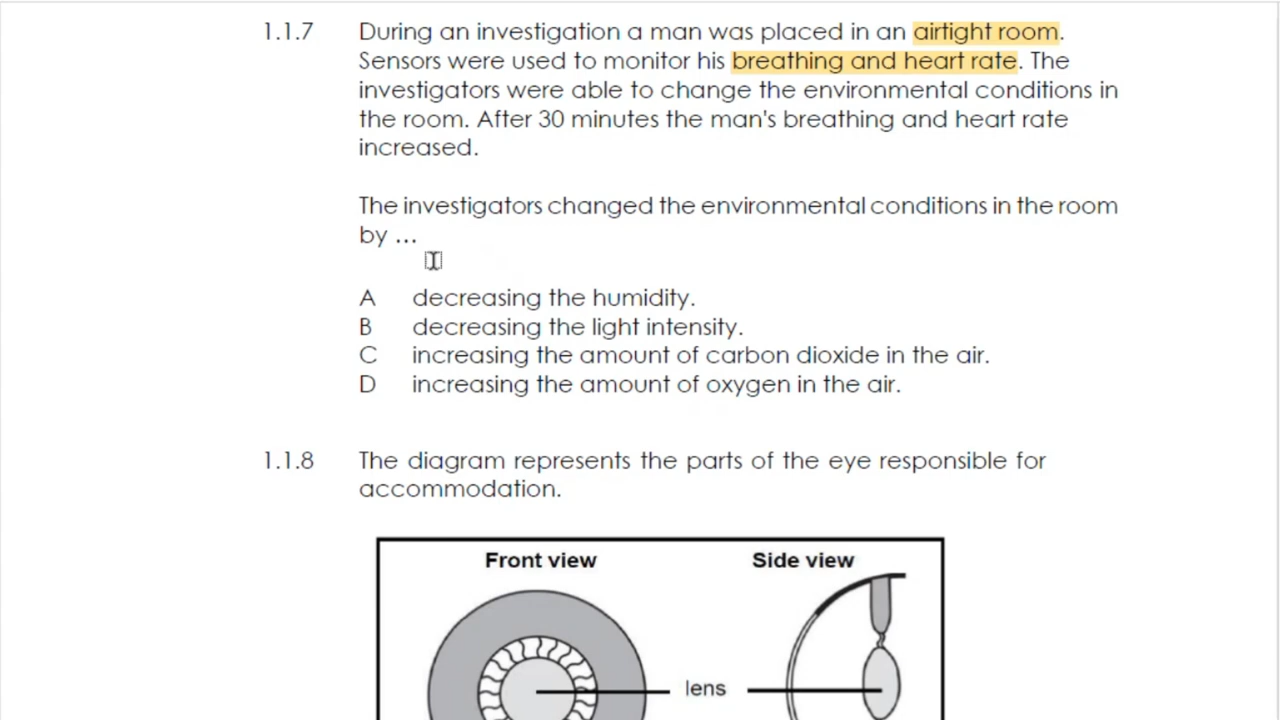 1.1.7 During an investigation a man was placed in an airtight room.
Sensors were used to monitor his breathing and heart rate. The
investigators were able to change the environmental conditions in
the room. After 30 minutes the man's breathing and heart rate
increased.
The investigators changed the environmental conditions in the room
by ...
A decreasing the humidity.
B decreasing the light intensity.
C increasing the amount of carbon dioxide in the air.
D increasing the amount of oxygen in the air.
1.1.8 The diagram represents the parts of the eye responsible for
accommodation.
Front view Side view
lens